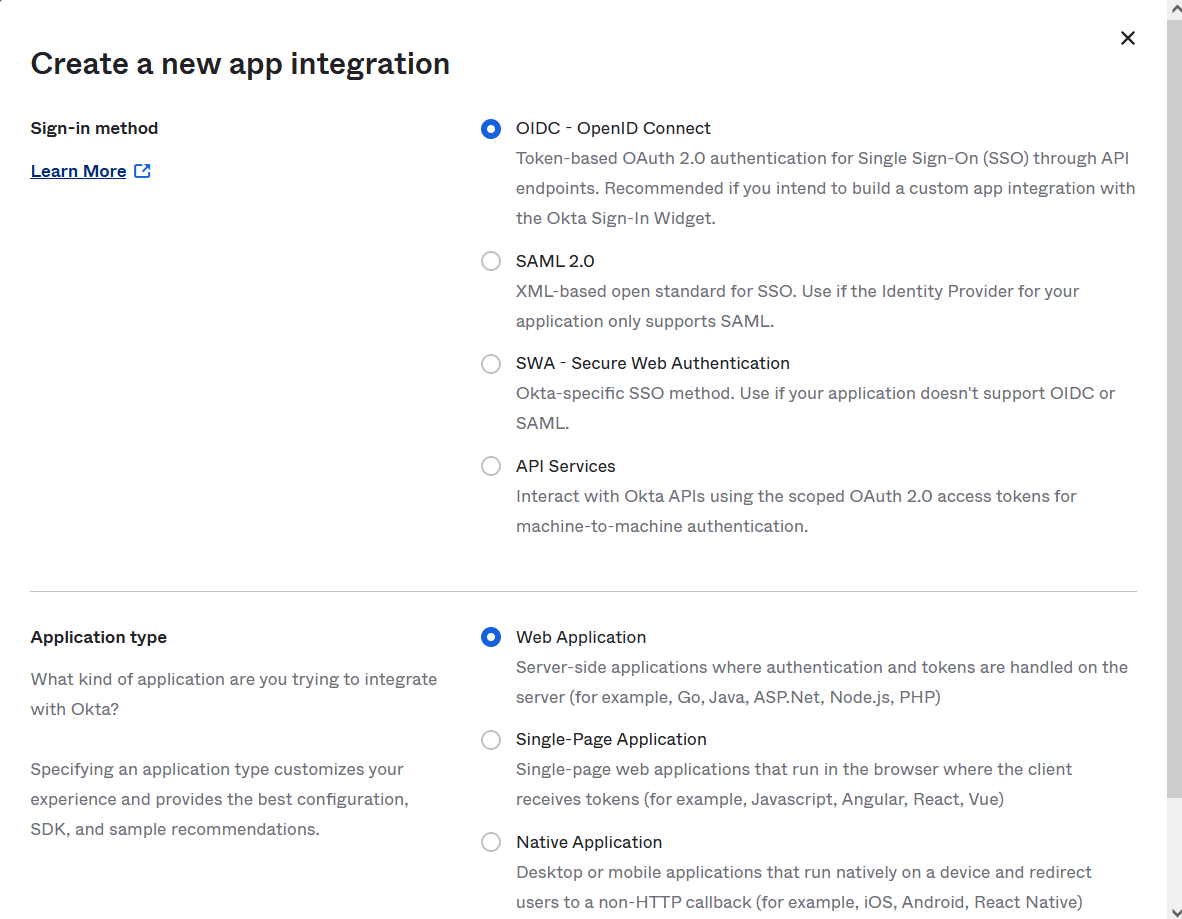 Create a new app integration
Sign-in method
Learn More
OIDC - OpenID Connect
Token-based OAuth 2.0 authentication for Single Sign-On (SSO) through API
endpoints. Recommended if you intend to build a custom app integration with
the Okta Sign-In Widget.
SAML 2.0
XML-based open standard for SSO. Use if the Identity Provider for your
application only supports SAML.
SWA - Secure Web Authentication
Okta-specific SSO method. Use if your application doesn't support OIDC or
SAML.
API Services
Interact with Okta APIs using the scoped OAuth 2.0 access tokens for
machine-to-machine authentication.
Application type
What kind of application are you trying to integrate
with Okta?
Specifying an application type customizes your
experience and provides the best configuration,
SDK, and sample recommendations.
Web Application
Server-side applications where authentication and tokens are handled on the
server (for example, Go, Java, ASP.Net, Node.js, PHP)
Single-Page Application
Single-page web applications that run in the browser where the client
receives tokens (for example, Javascript, Angular, React, Vue)
Native Application
Desktop or mobile applications that run natively on a device and redirect
users to a non-HTTP callback (for example, iOS, Android, React Native)